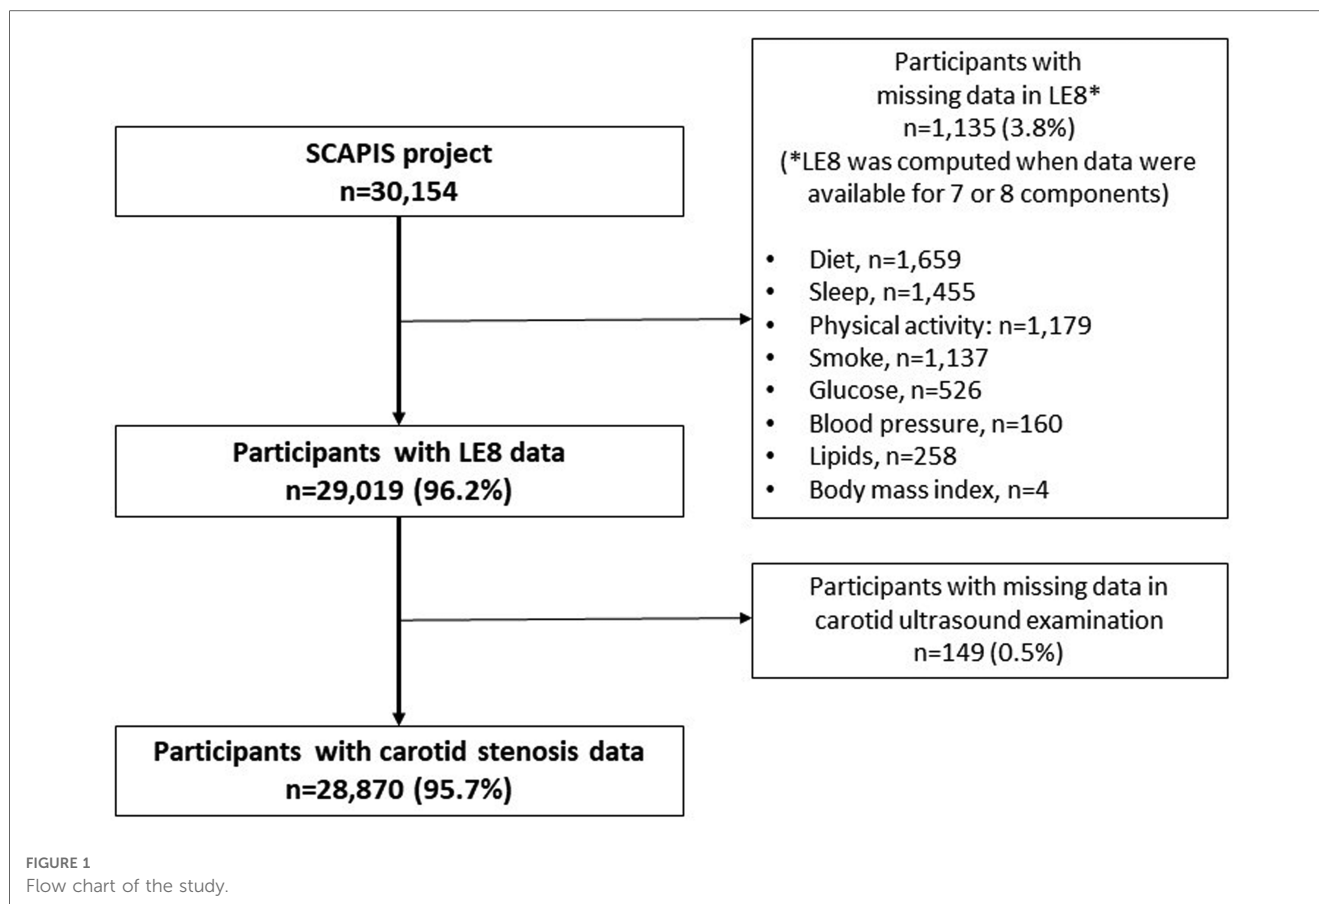 SCAPIS project
n=30,154
Participants with
missing data in LE8*
n=1,135 (3.8%)
(*LE8 was computed when data were
available for 7 or 8 components)
• Diet, n=1,659
• Sleep, n=1,455
• Physical activity: n=1,179
• Smoke, n=1,137
• Glucose, n=526
• Blood pressure, n=160
• Lipids, n=258
• Body mass index, n=4
Participants with LE8 data
n=29,019 (96.2%)
Participants with missing data in
carotid ultrasound examination
n=149 (0.5%)
Participants with carotid stenosis data
n=28,870 (95.7%)
FIGURE 1
Flow chart of the study.